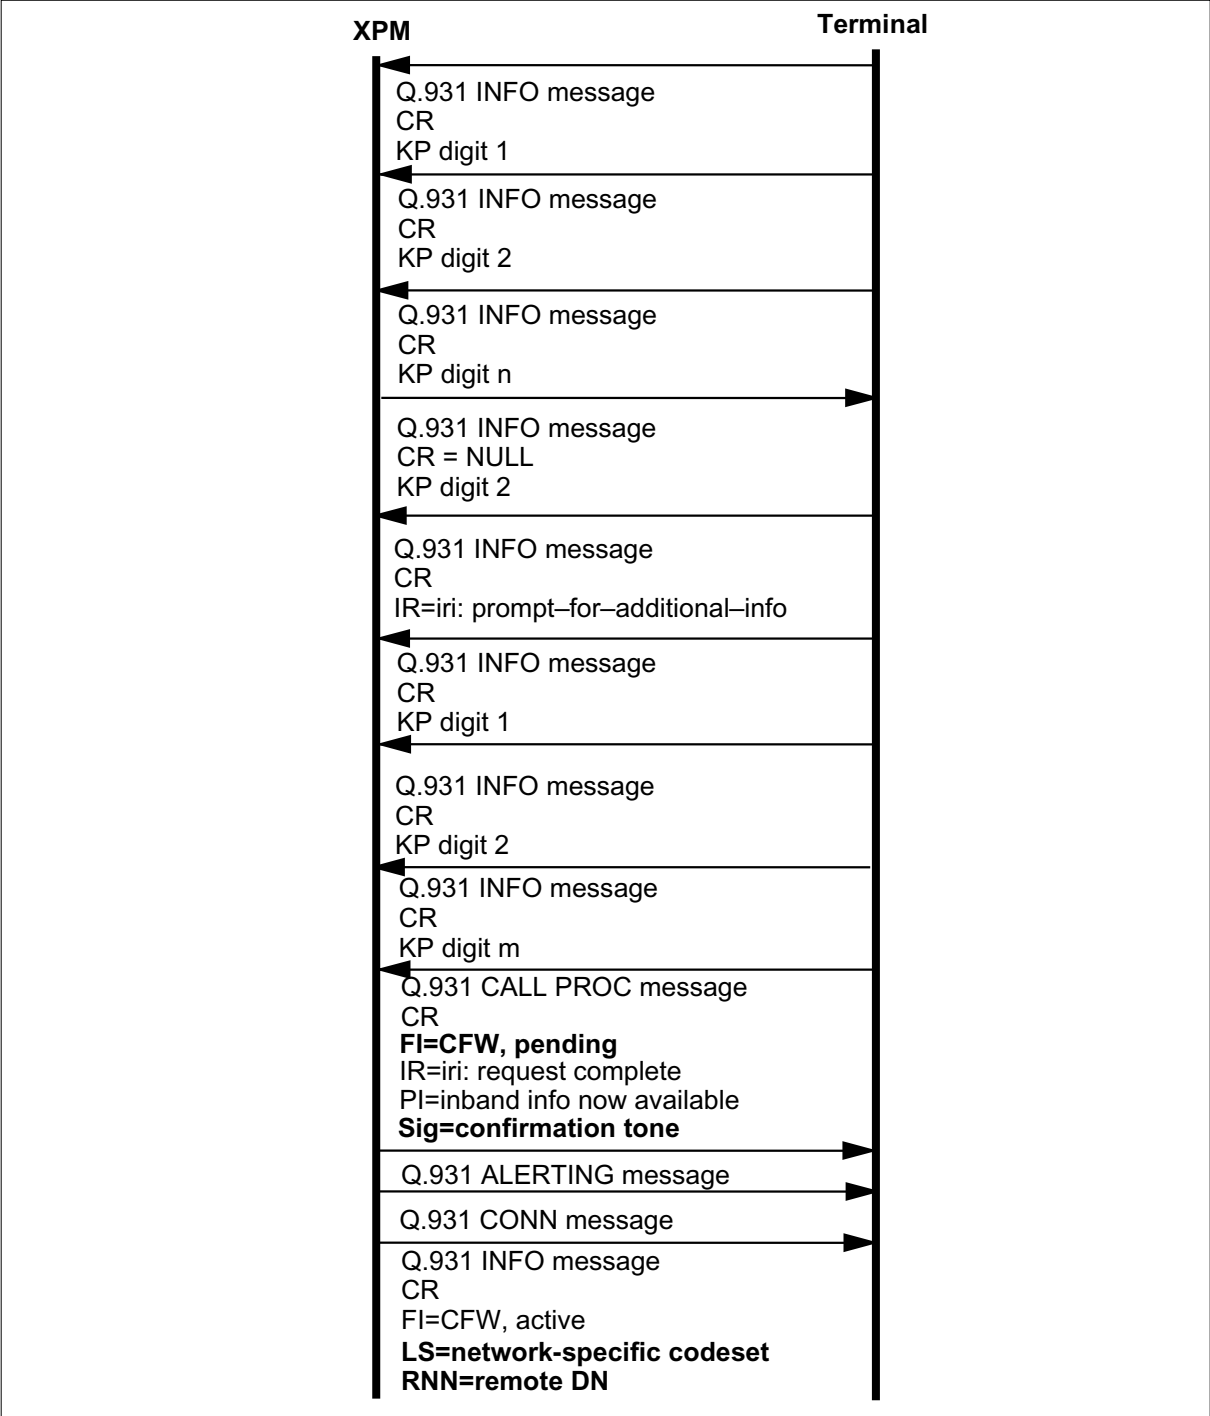 XPM
Terminal
Q.931 INFO message
CR
KP digit 1
Q.931 INFO message
CR
KP digit 2
Q.931 INFO message
CR
KP digit n
Q.931 INFO message
CR = NULL
KP digit 2
Q.931 INFO message
CR
IR=iri: prompt–for–additional–info
Q.931 INFO message
CR
KP digit 1
Q.931 INFO message
CR
KP digit 2
Q.931 INFO message
CR
KP digit m
Q.931 CALL PROC message
CR
FI=CFW, pending
IR=iri: request complete
PI=inband info now available
Sig=confirmation tone
Q.931 ALERTING message
Q.931 CONN message
Q.931 INFO message
CR
FI=CFW, active
LS=network-specific codeset
RNN=remote DN